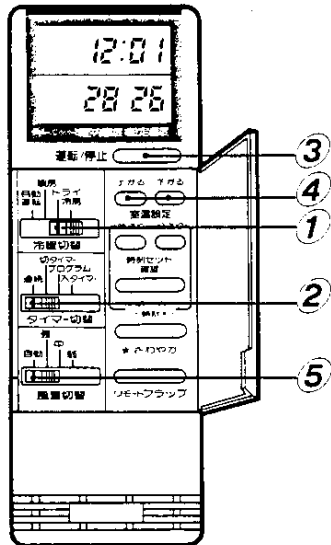 12:01
28 26
運転/停止
③
下がる
④
室温設定
暖房
ドライ
自動
運転
冷房
①
冷暖切替
時刻セット
切タイマー
プログラム
連続
入タイマー
②
タイマー切替
強
中
自動
弱
★さわやか
⑤
風量切替
リモートフラップ